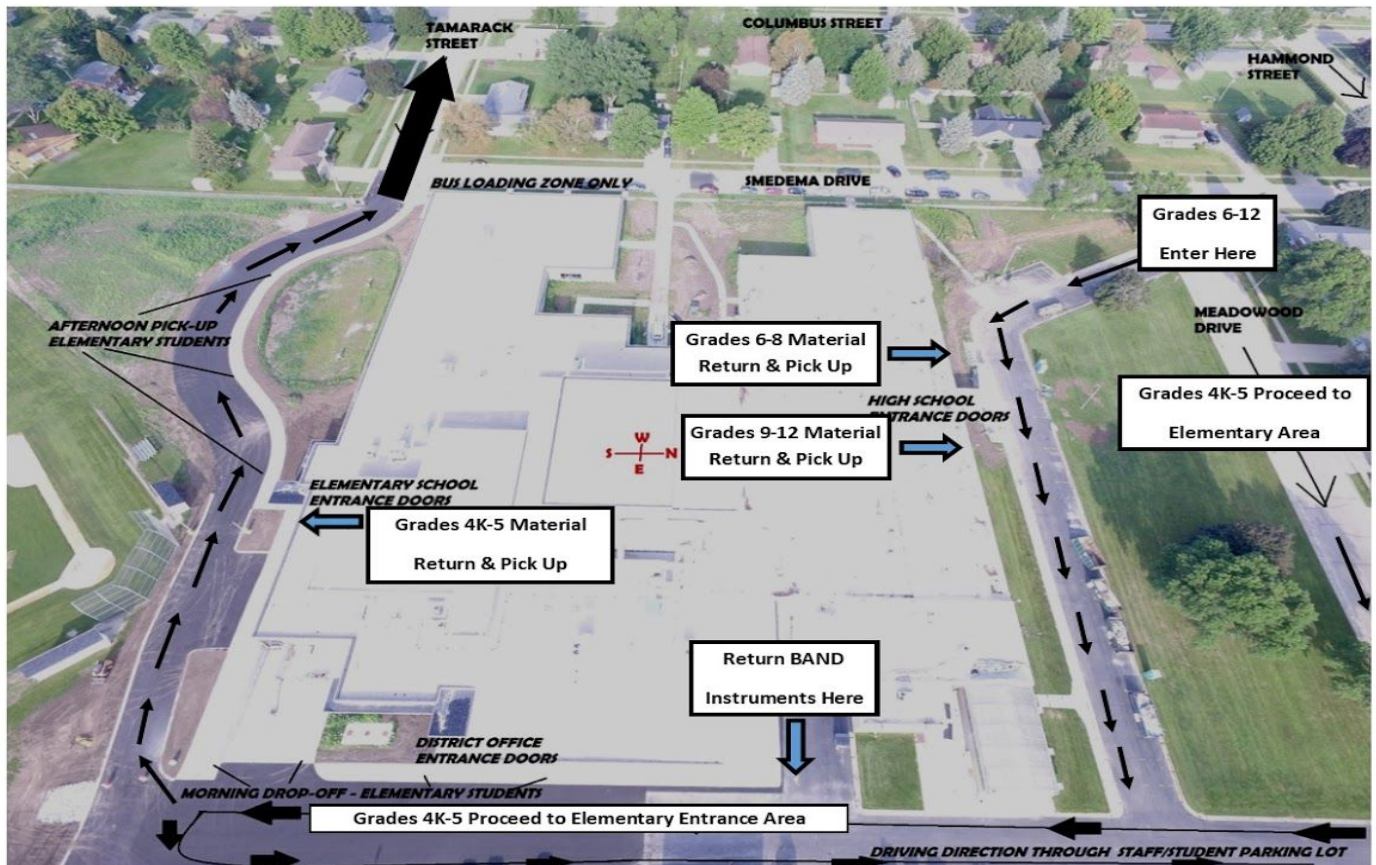 TAMARACK
STREET
COLUMBUS STREET
HAMMOND
STREET
BUS LOADING ZONE ONLY
SMEDEMA DRIVE
Grades 6-12
Enter Here
AFTERNOON PICK-UP
ELEMENTARY STUDENTS
MEADOWOOD
DRIVE
Grades 6-8 Material
Return & Pick Up
HIGH SCHOOL
ENTRANCE DOORS
Grades 4K-5 Proceed to
Elementary Area
Grades 9-12 Material
Return & Pick Up
W
S N
E
ELEMENTARY SCHOOL
ENTRANCE DOORS
Grades 4K-5 Material
Return & Pick Up
Return BAND
Instruments Here
DISTRICT OFFICE
ENTRANCE DOORS
MORNING DROP-OFF - ELEMENTARY STUDENTS
Grades 4K-5 Proceed to Elementary Entrance Area
DRIVING DIRECTION THROUGH STAFF/STUDENT PARKING LOT